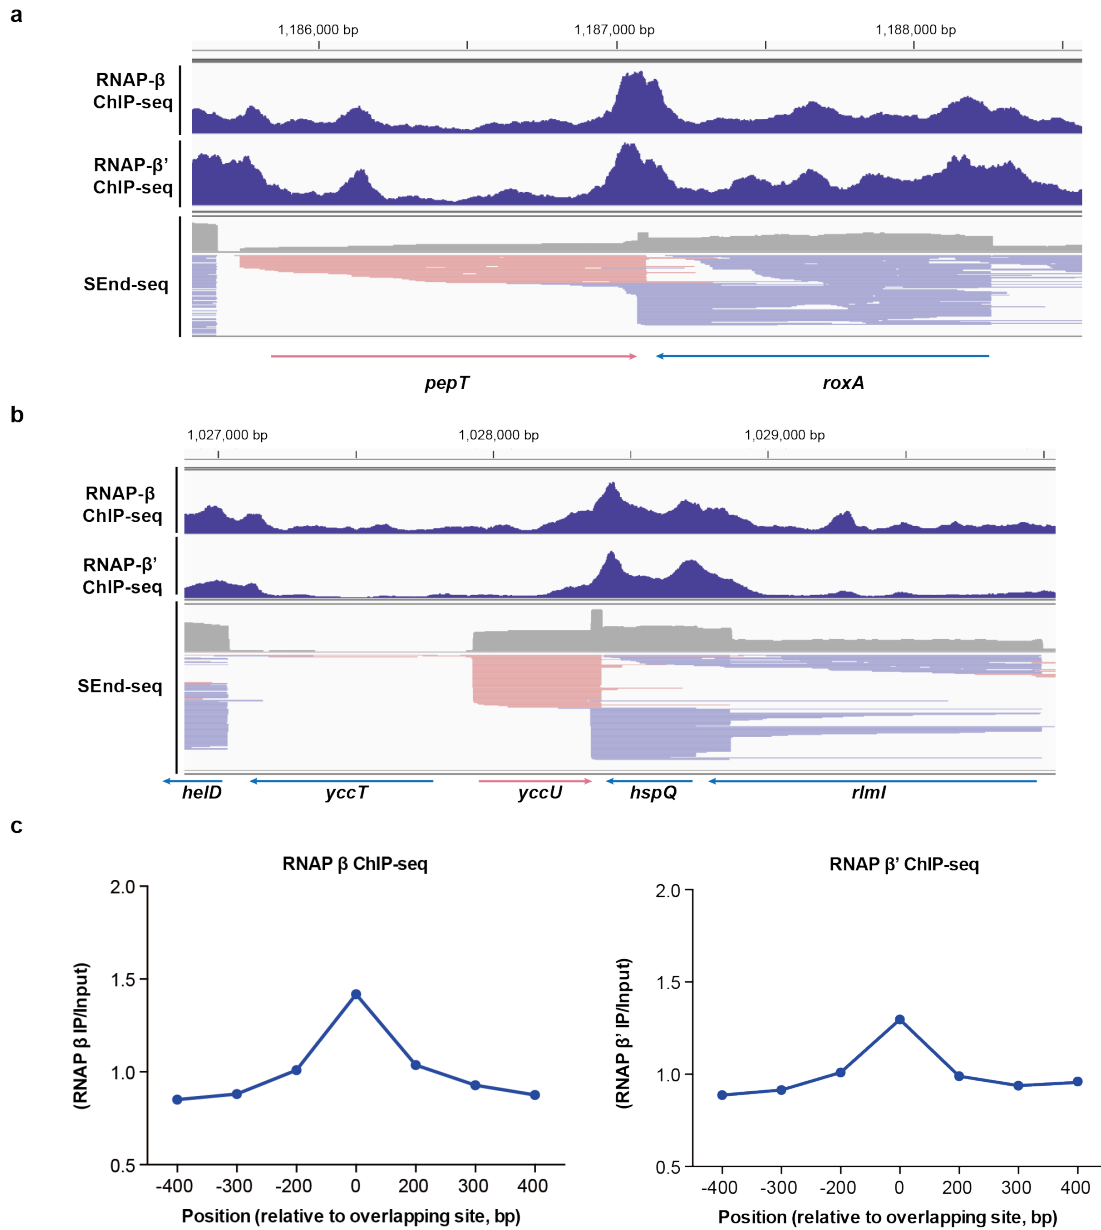 a
1,186,000 bp 1,187,000 bp 1,188,000 bp
RNAP-β
ChIP-seq
RNAP-β’
ChIP-seq
SEnd-seq
pepT roxA
b
1,027,000 bp 1,028,000 bp 1,029,000 bp
RNAP-β
ChIP-seq
RNAP-β’
ChIP-seq
SEnd-seq
helD yccT yccU hspQ rlmI
c
RNAP β ChIP-seq
(RNAP β IP/Input)
2.0
1.5
1.0
0.5
-400 -300 -200 0 200 300 400
Position (relative to overlapping site, bp)
RNAP β’ ChIP-seq
(RNAP β’ IP/Input)
2.0
1.5
1.0
0.5
-400 -300 -200 0 200 300 400
Position (relative to overlapping site, bp)